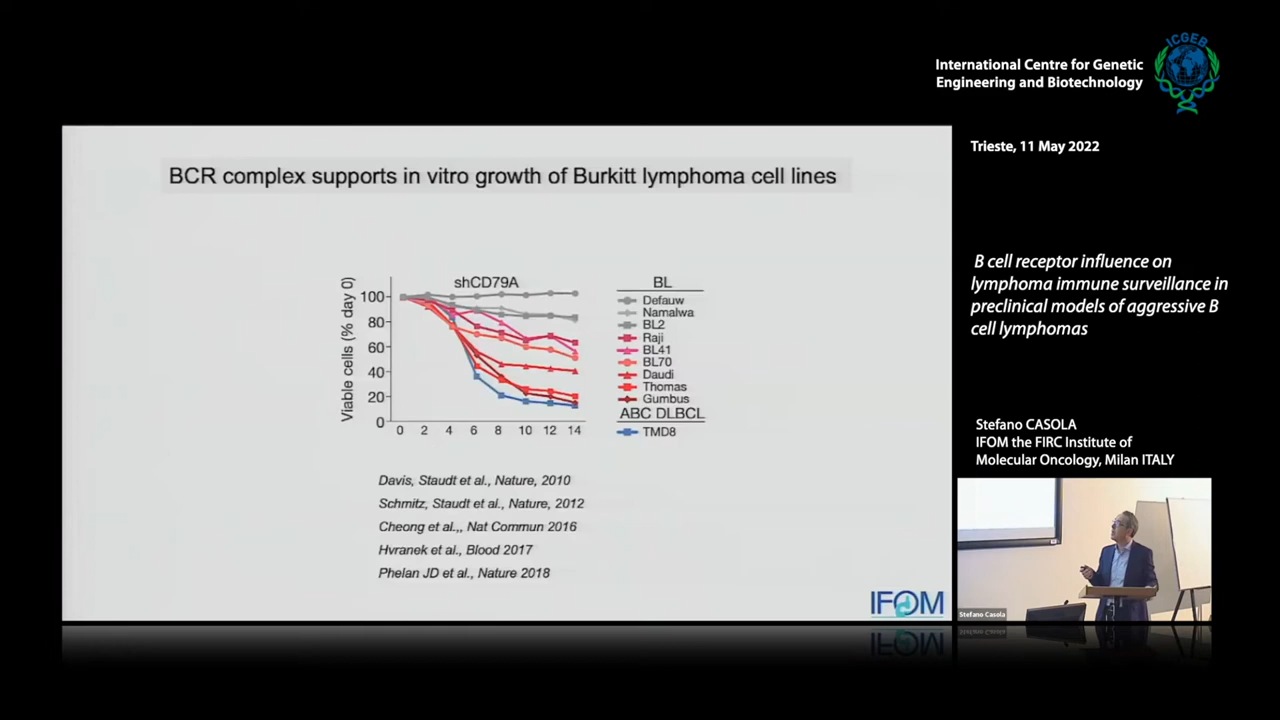 ICGEB
International Centre for Genetic
Engineering and Biotechnology
Trieste, 11 May 2022
BCR complex supports in vitro growth of Burkitt lymphoma cell lines
B cell receptor influence on
lymphoma immune surveillance in
preclinical models of aggressive B
cell lymphomas
shCD79A
Viable cells (% day 0)
100
80
60
40
20
0
0 2 4 6 8 10 12 14
BL
Defauw
Namalwa
BL2
Raji
BL41
BL70
Daudi
Thomas
Gumbus
ABC DLBCL
TMD8
Stefano CASOLA
IFOM the FIRC Institute of
Molecular Oncology, Milan ITALY
Davis, Staudt et al., Nature, 2010
Schmitz, Staudt et al., Nature, 2012
Cheong et al.,, Nat Commun 2016
Hvranek et al., Blood 2017
Phelan JD et al., Nature 2018
IFOM
Stefano Casola